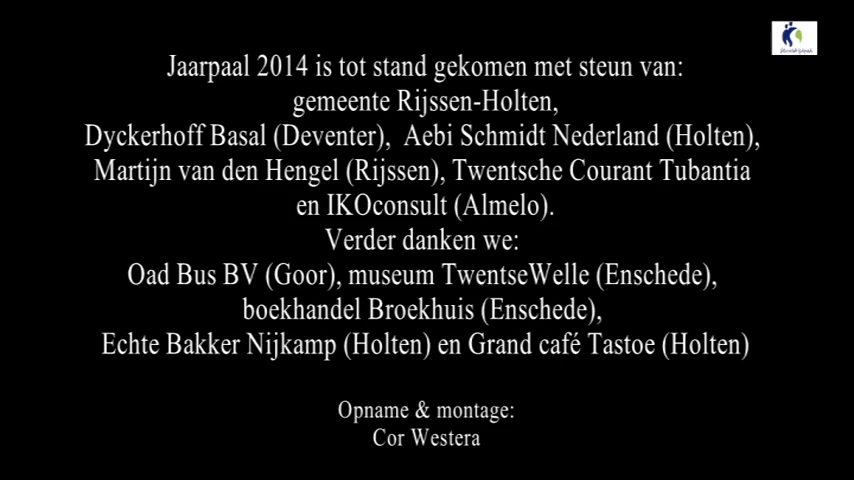 Jaarpaal 2014 is tot stand gekomen met steun van:
gemeente Rijssen-Holten,
Dyckerhoff Basal (Deventer), Aebi Schmidt Nederland (Holten),
Martijn van den Hengel (Rijssen), Twentsche Courant Tubantia
en IKOconsult (Almelo).
Verder danken we:
Oad Bus BV (Goor), museum TwentseWelle (Enschede),
boekhandel Broekhuis (Enschede),
Echte Bakker Nijkamp (Holten) en Grand café Tastoe (Holten)
Opname & montage:
Cor Westera